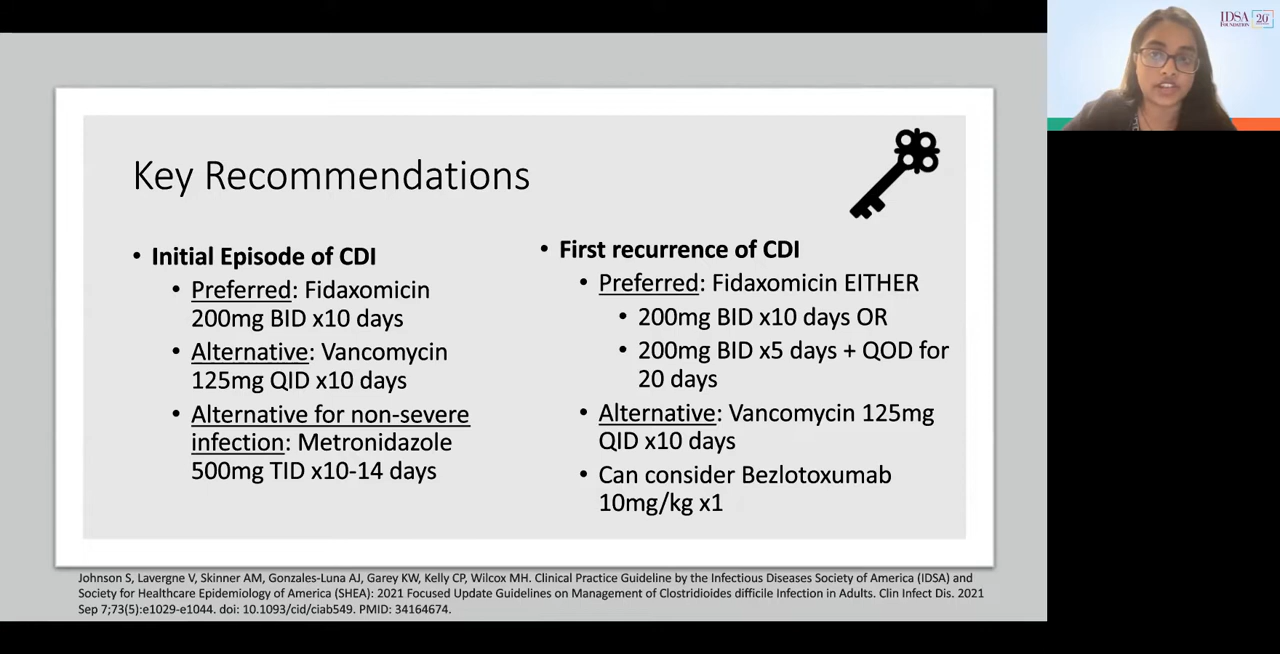 IDSA
FOUNDATION
20
Key Recommendations
• Initial Episode of CDI
• Preferred: Fidaxomicin
200mg BID x10 days
• Alternative: Vancomycin
125mg QID x10 days
• Alternative for non-severe
infection: Metronidazole
500mg TID x10-14 days
• First recurrence of CDI
• Preferred: Fidaxomicin EITHER
• 200mg BID x10 days OR
• 200mg BID x5 days + QOD for
20 days
• Alternative: Vancomycin 125mg
QID x10 days
• Can consider Bezlotoxumab
10mg/kg x1
Johnson S, Lavergne V, Skinner AM, Gonzales-Luna AJ, Garey KW, Kelly CP, Wilcox MH. Clinical Practice Guideline by the Infectious Diseases Society of America (IDSA) and
Society for Healthcare Epidemiology of America (SHEA): 2021 Focused Update Guidelines on Management of Clostridioides difficile Infection in Adults. Clin Infect Dis. 2021
Sep 7;73(5):e1029-e1044. doi: 10.1093/cid/ciab549. PMID: 34164674.